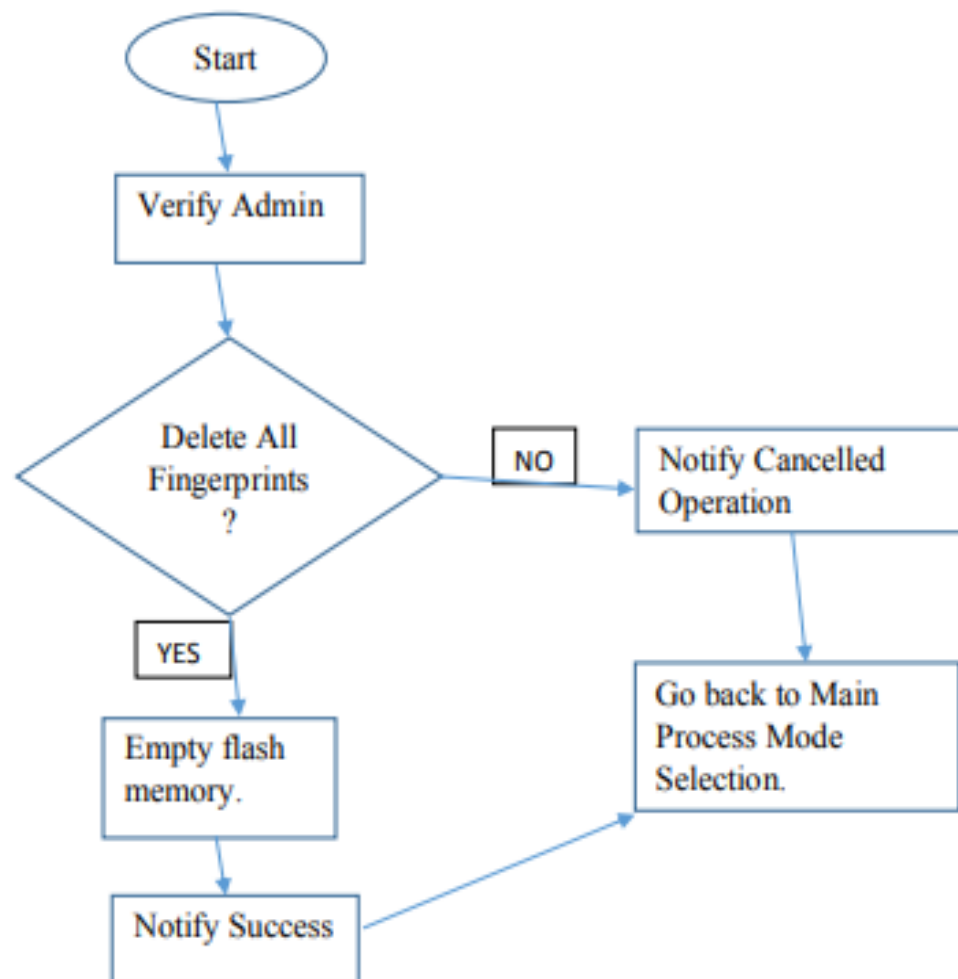 Start
Verify Admin
Delete All
Fingerprints
?
NO
Notify Cancelled
Operation
YES
Go back to Main
Process Mode
Selection.
Empty flash
memory.
Notify Success